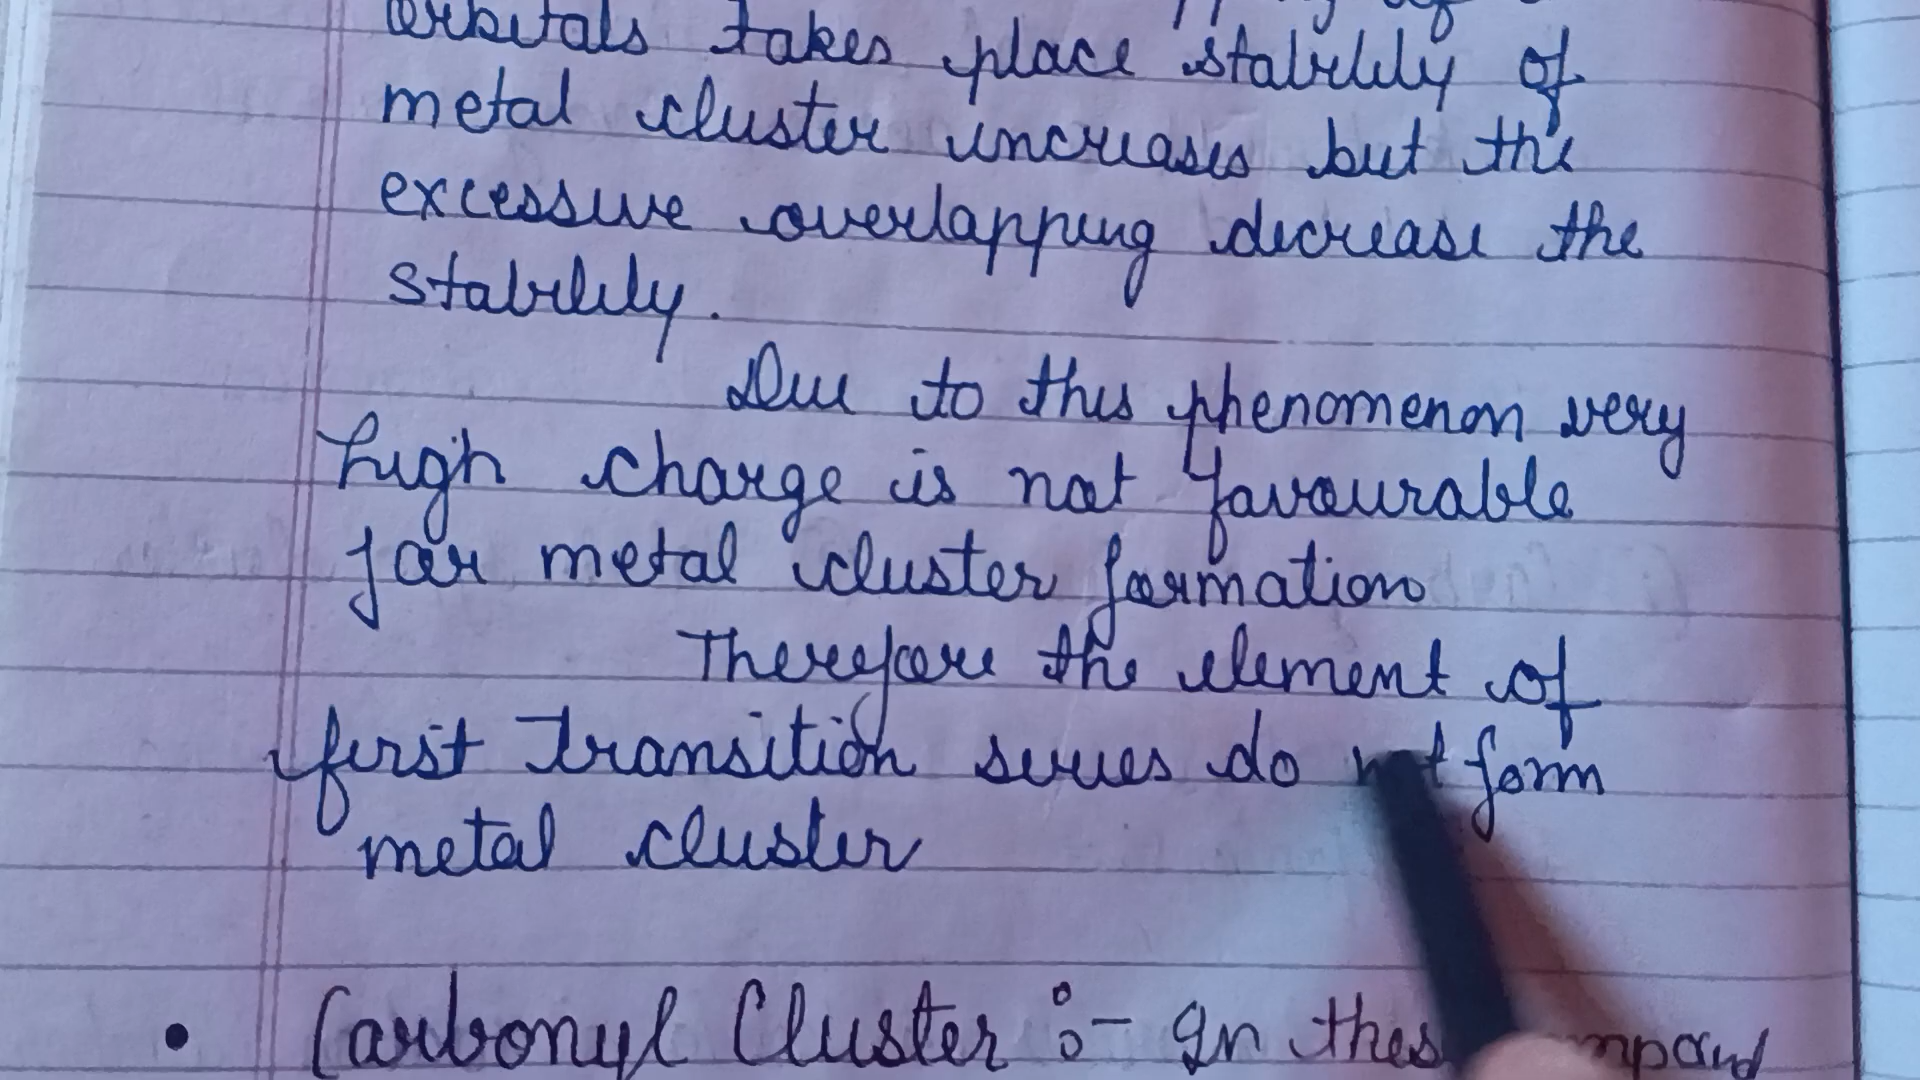 orbitals takes place stability of
metal cluster increases but the
excessive overlapping decrease the
stability.
Due to this phenomenon very
high charge is not favourable
for metal cluster formation
Therefore the element of
first transition series do not form
metal cluster
• Carbonyl Cluster :- In